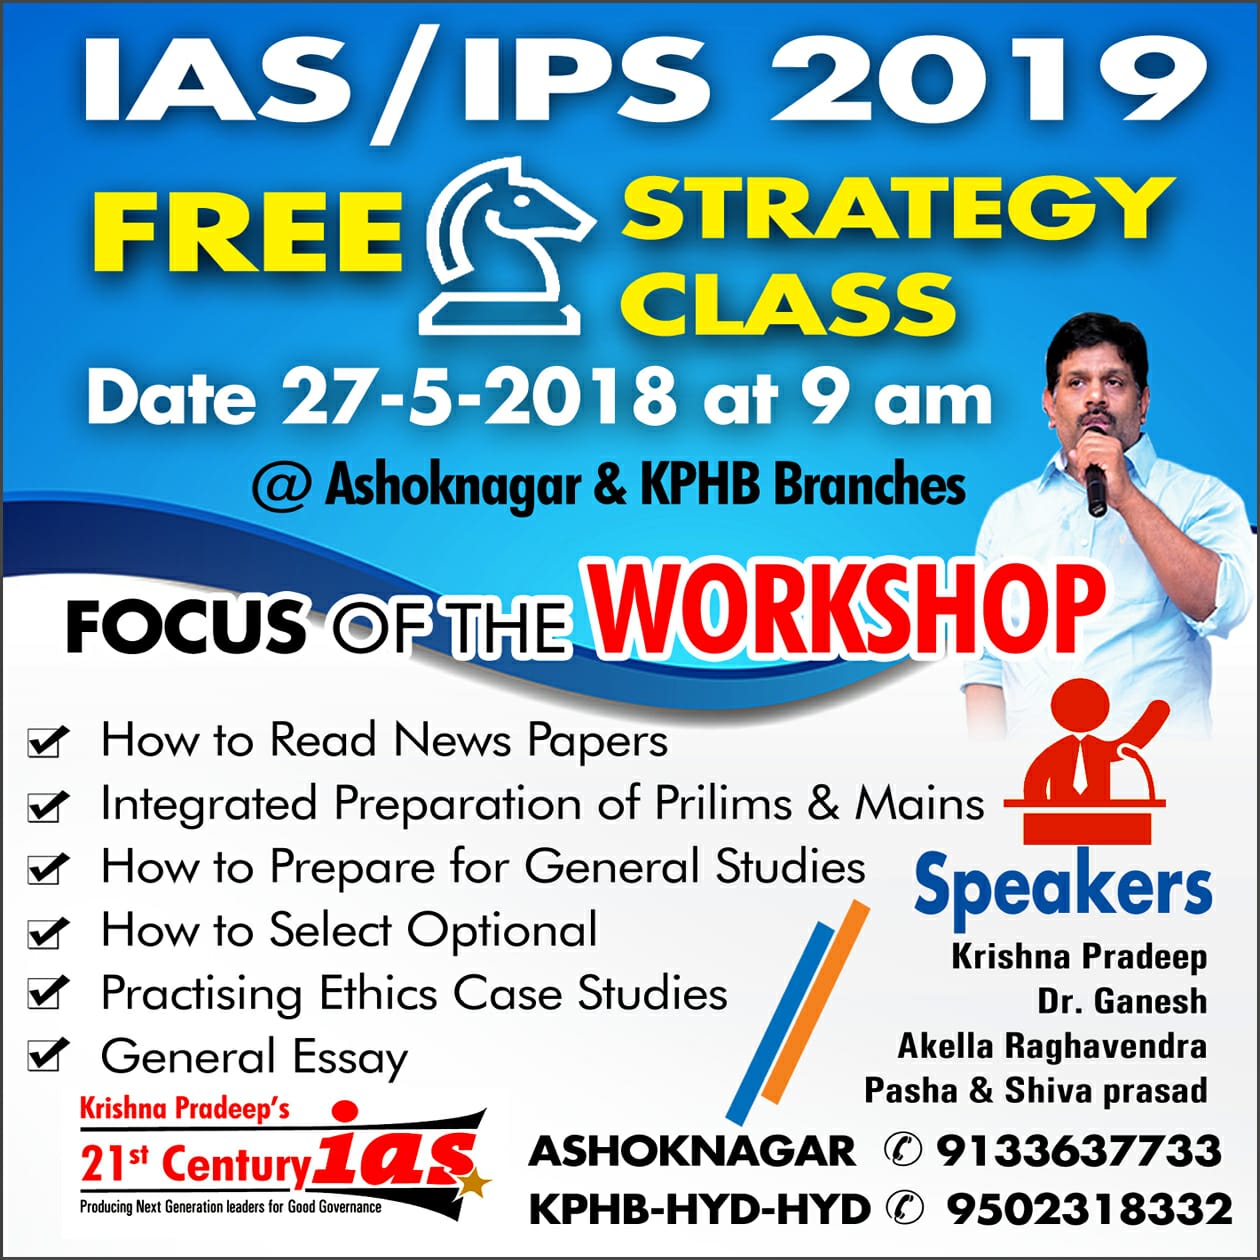 IAS/IPS 2019
FREE STRATEGY
CLASS
Date 27-5-2018 at 9 am
@ Ashoknagar & KPHB Branches
FOCUS OF THE WORKSHOP
How to Read News Papers
Integrated Preparation of Prilims & Mains
How to Prepare for General Studies
How to Select Optional
Practising Ethics Case Studies
General Essay
Speakers
Krishna Pradeep
Dr. Ganesh
Akella Raghavendra
Pasha & Shiva prasad
Krishna Pradeep's
21st Century ias
Producing Next Generation leaders for Good Governance
ASHOKNAGAR ✆ 9133637733
KPHB-HYD-HYD ✆ 9502318332